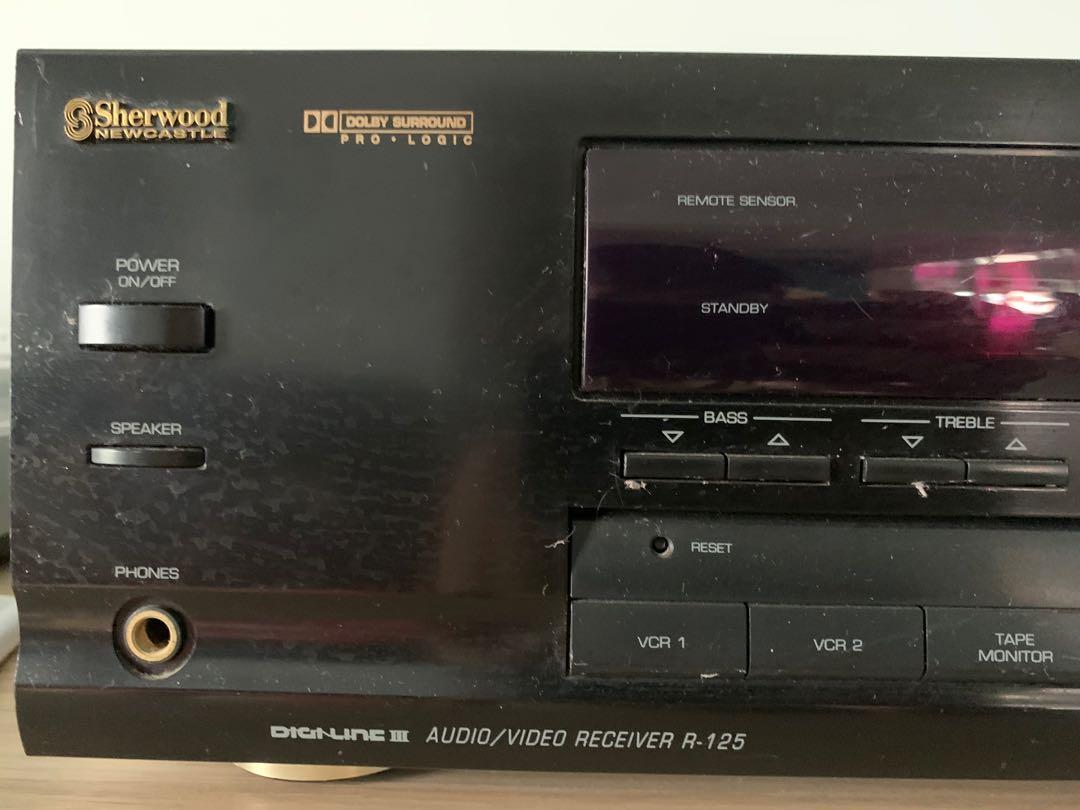 Sherwood
NEWCASTLE
DOLBY SURROUND
PRO · LOGIC
REMOTE SENSOR
POWER
ON/OFF
STANDBY
BASS
TREBLE
SPEAKER
RESET
PHONES
VCR 1
VCR 2
TAPE
MONITOR
DIGI-LINK III AUDIO/VIDEO RECEIVER R-125